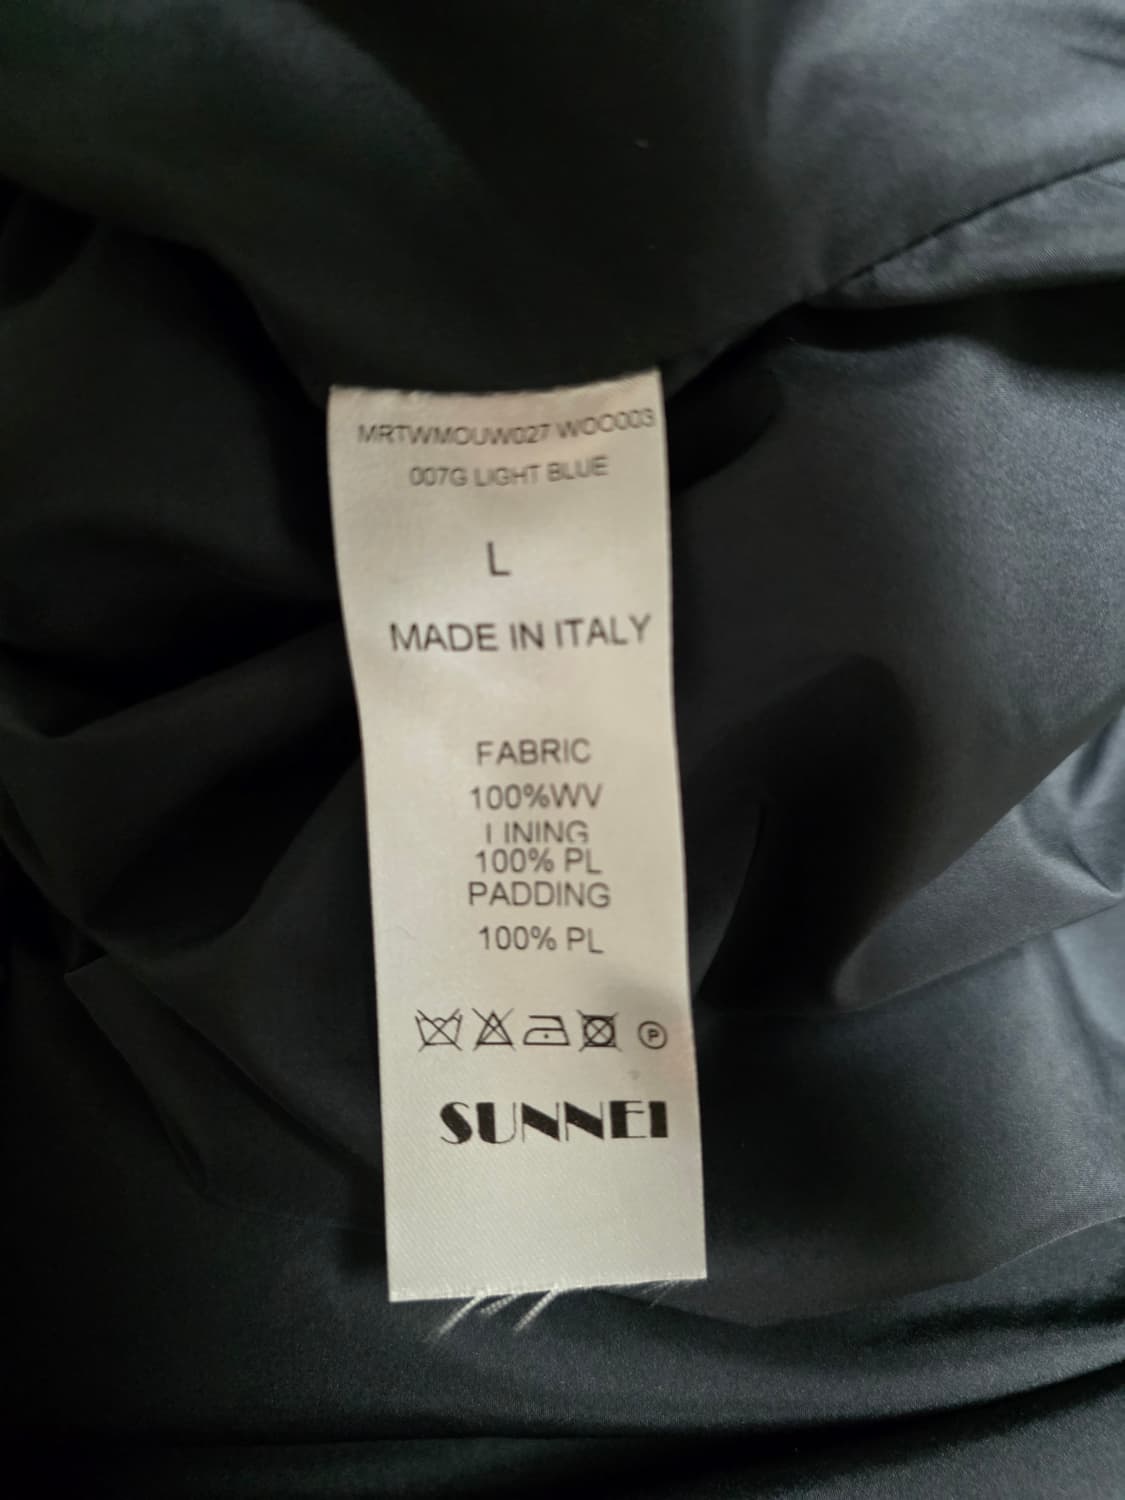 MRTWMOUW027 WOO003
007G LIGHT BLUE
L
MADE IN ITALY
FABRIC
100%WV
LINING
100% PL
PADDING
100% PL
P
SUNNEI